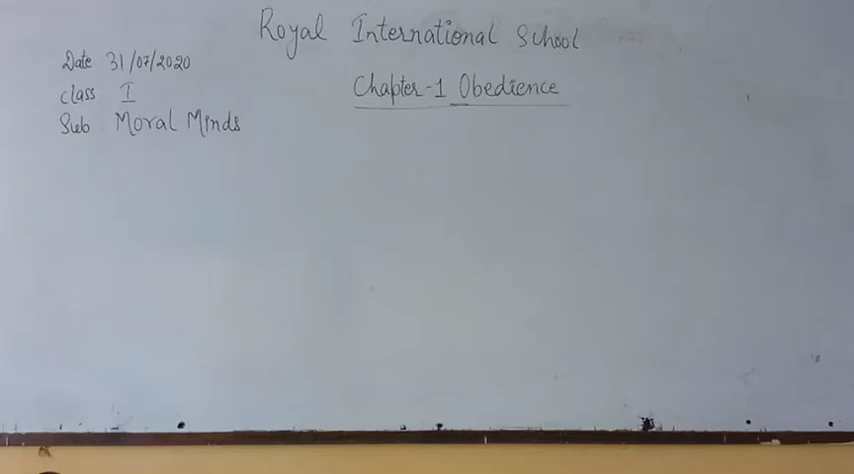 Royal International School
Date 31/07/2020
Chapter-1 Obedience
class I
Sub Moral Minds